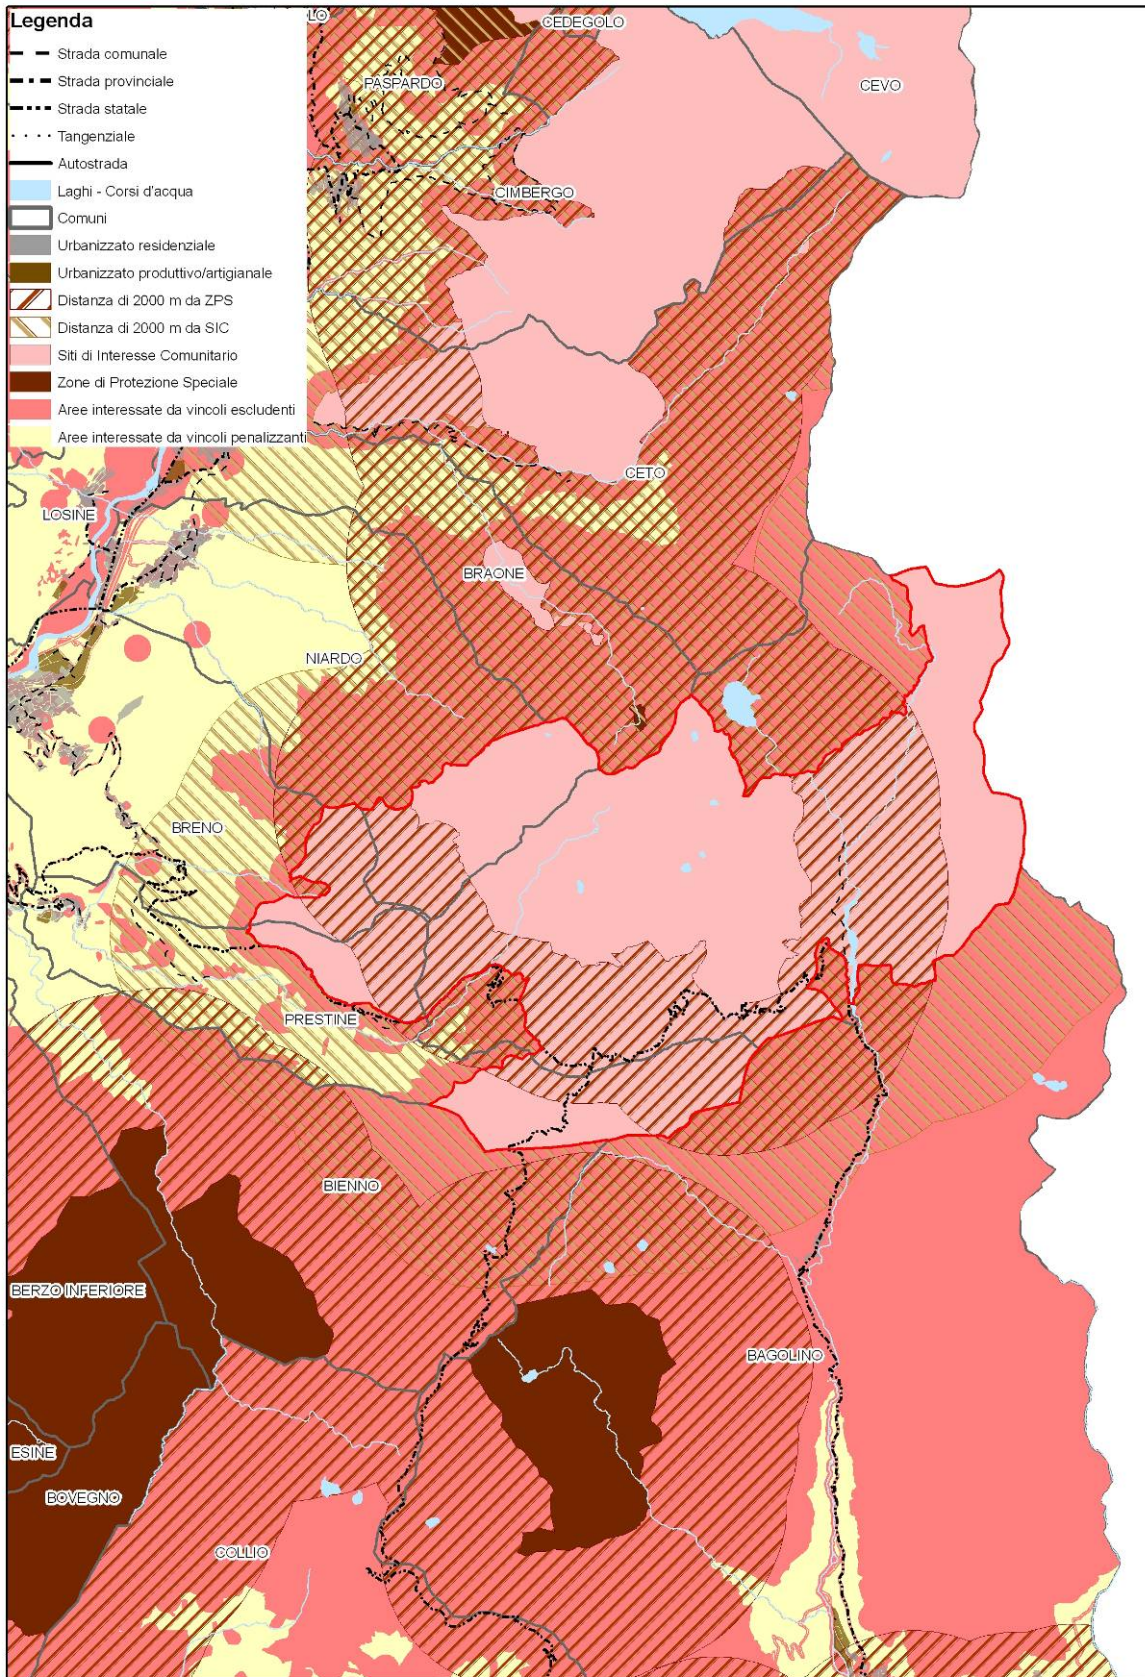 Legenda
Strada comunale
Strada provinciale
Strada statale
Tangenziale
Autostrada
Laghi - Corsi d'acqua
Comuni
Urbanizzato residenziale
Urbanizzato produttivo/artigianale
Distanza di 2000 m da ZPS
Distanza di 2000 m da SIC
Siti di Interesse Comunitario
Zone di Protezione Speciale
Aree interessate da vincoli escludenti
Aree interessate da vincoli penalizzanti
LO
CEDEGOLO
PASPARDO
CEVO
CIMBERGO
CETO
LOSINE
BRAONE
NIARDO
BRENO
PRESTINE
BIENNO
BERZO INFERIORE
BAGOLINO
ESINE
BOVEGNO
COLLIO